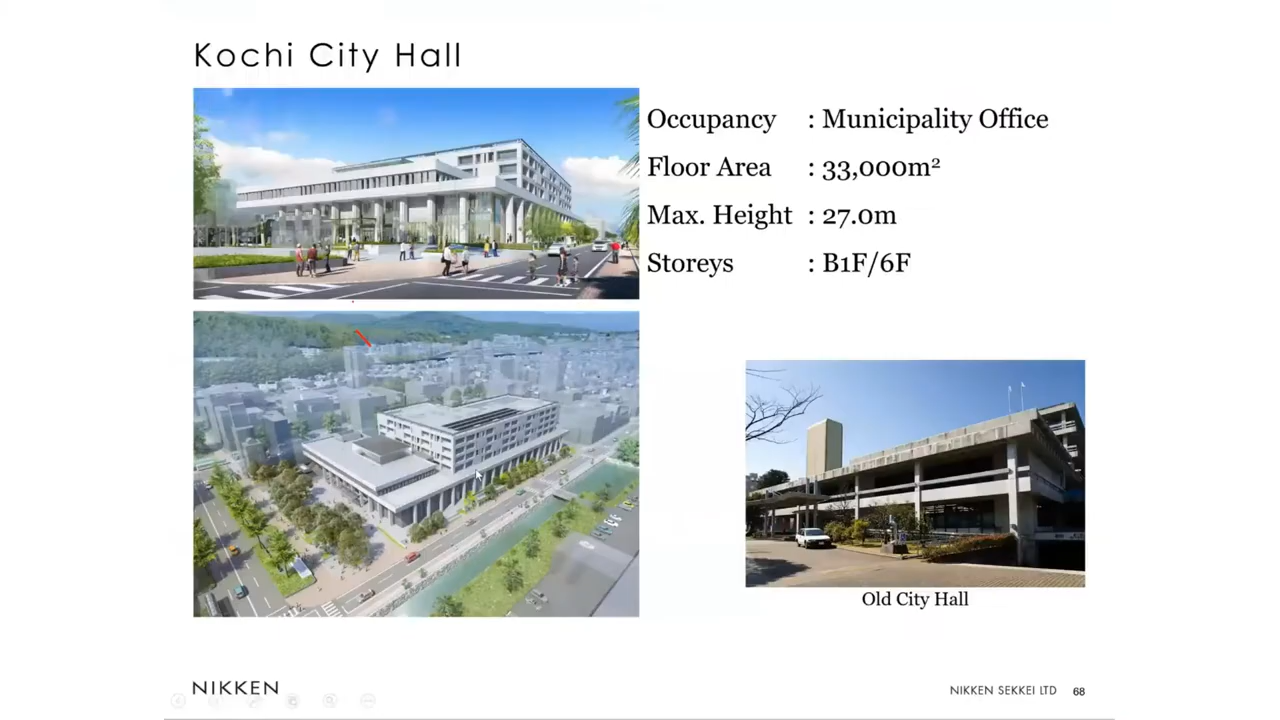 Kochi City Hall
Occupancy : Municipality Office
Floor Area : 33,000m²
Max. Height : 27.0m
Storeys : B1F/6F
Old City Hall
NIKKEN
NIKKEN SEKKEI LTD 68